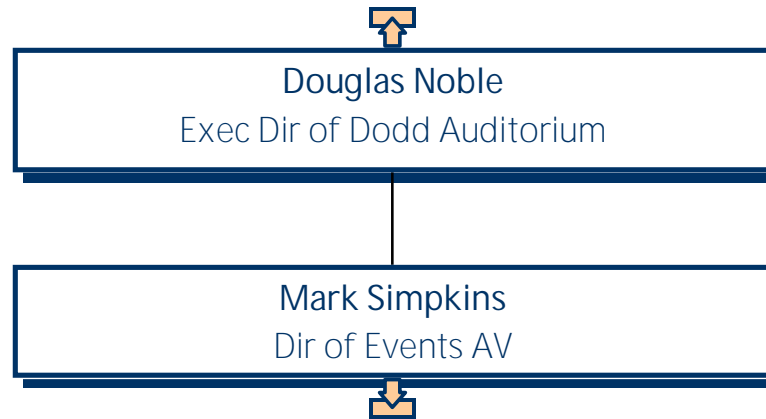 Douglas Noble
Exec Dir of Dodd Auditorium
Mark Simpkins
Dir of Events AV